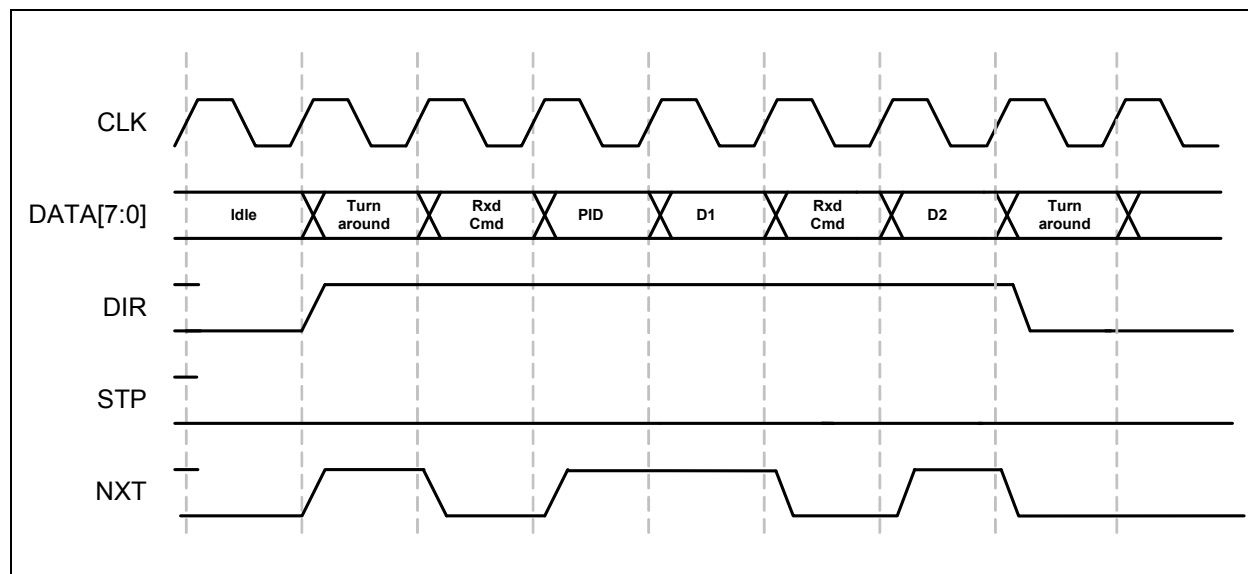 CLK
DATA[7:0]
Idle
Turn
around
Rxd
Cmd
PID
D1
Rxd
Cmd
D2
Turn
around
DIR
STP
NXT